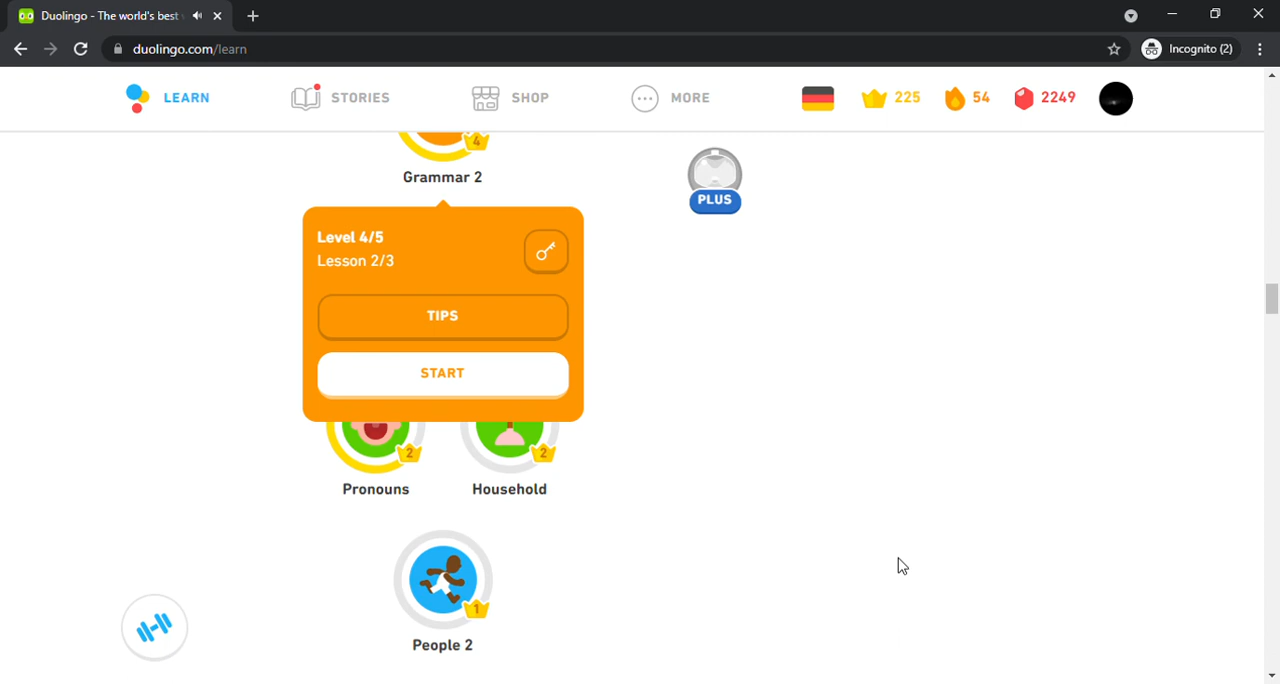 Duolingo - The world's best
Incognito (2)
duolingo.com/learn
LEARN
STORIES
SHOP
MORE
225
54
2249
4
Grammar 2
PLUS
Level 4/5
Lesson 2/3
TIPS
START
2
2
Pronouns
Household
1
People 2